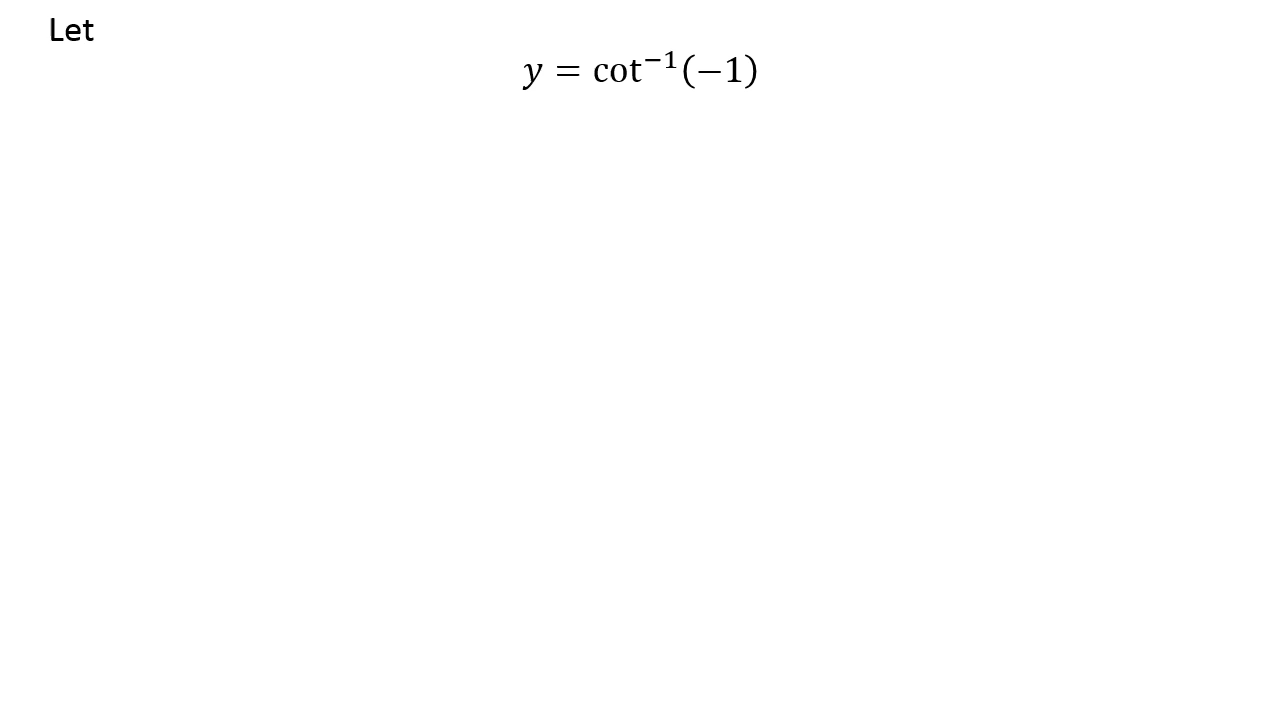 Let
y = cot⁻¹(−1)